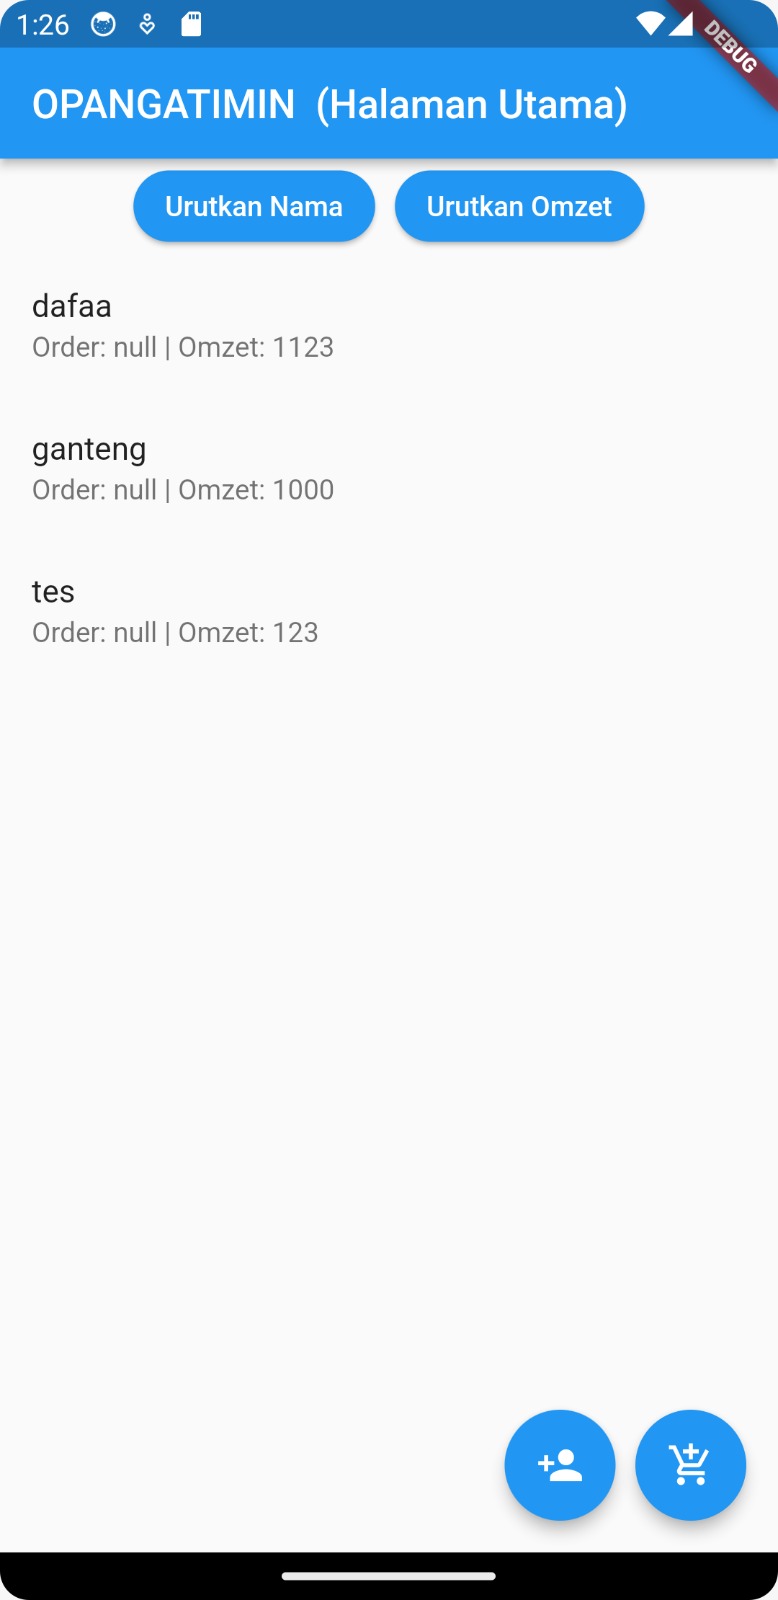 1:26
DEBUG
OPANGATIMIN  (Halaman Utama)
Urutkan Nama
Urutkan Omzet
dafaa
Order: null | Omzet: 1123
ganteng
Order: null | Omzet: 1000
tes
Order: null | Omzet: 123